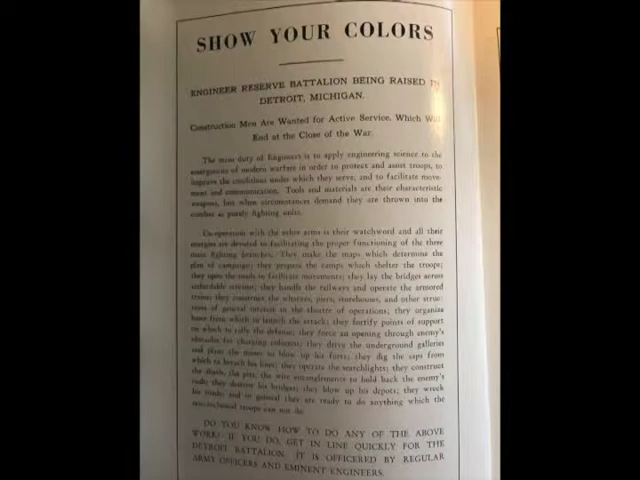 SHOW YOUR COLORS
ENGINEER RESERVE BATTALION BEING RAISED IN
DETROIT, MICHIGAN.
Construction Men Are Wanted for Active Service, Which Will
End at the Close of the War.
The main duty of Engineers is to apply engineering science to the
emergencies of modern warfare in order to protect and assist troops, to
improve the conditions under which they serve, and to facilitate move-
ment and communication. Tools and materials are their characteristic
weapons, but when circumstances demand they are thrown into the
combat as purely fighting units.
Co-operation with the other arms is their watchword and all their
energies are devoted to facilitating the proper functioning of the three
main fighting branches. They make the maps which determine the
plan of campaign; they prepare the camps which shelter the troops;
they open the roads to facilitate movements; they lay the bridges across
unfordable streams; they handle the railways and operate the armored
trains; they construct the wharves, piers, storehouses, and other struc-
tures of general interest in the theatre of operations; they organize
bases from which to launch the attack; they fortify points of support
on which to rally the defense; they force an opening through enemy's
obstacles for charging columns; they drive the underground galleries
and plant the mines to blow up his forts; they dig the saps from
which to breach his lines; they operate the searchlights; they construct
the pits, the wire entanglements to hold back the enemy's
rush; they destroy his bridges; they blow up his depots; they wreck
his roads; and in general they are ready to do anything which the
troops can not do.
DO YOU KNOW HOW TO DO ANY OF THE ABOVE
WORK? IF YOU DO, GET IN LINE QUICKLY FOR THE
DETROIT BATTALION. IT IS OFFICERED BY REGULAR
ARMY OFFICERS AND EMINENT ENGINEERS.